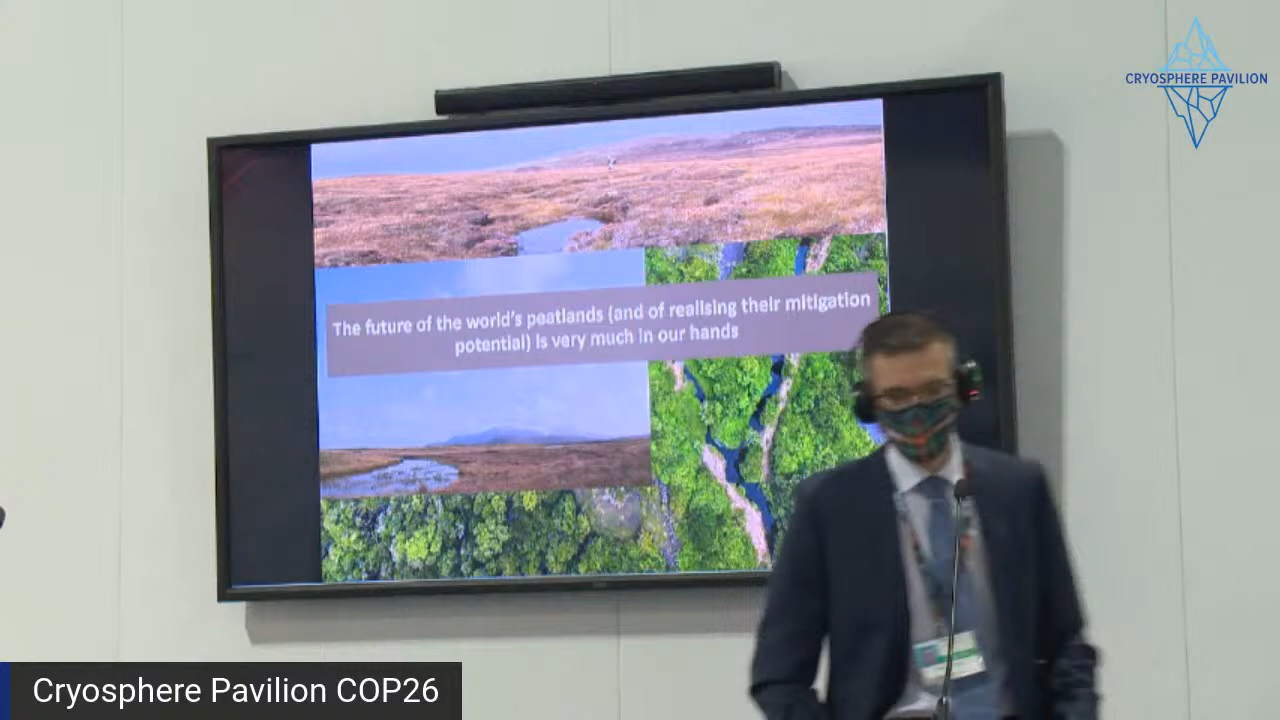 CRYOSPHERE PAVILION
The future of the world's peatlands (and of realising their mitigation
potential) is very much in our hands
Cryosphere Pavilion COP26